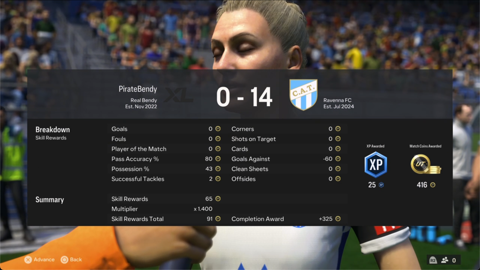 PirateBendy
0 - 14
Real Bendy
Est. Nov 2022
C.A.T.
Ravenna FC
Est. Jul 2024
Breakdown
Skill Rewards
Goals 0 Corners 0
Fouls 0 Shots on Target 0
Player of the Match 0 Cards 0
Pass Accuracy % 80 Goals Against -60
Possession % 43 Clean Sheets 0
Successful Tackles 2 Offsides 0
XP Awarded
XP
25
Match Coins Awarded
416
Summary
Skill Rewards 65
Multiplier x 1.400
Skill Rewards Total 91 Completion Award +325
Advance Back
0